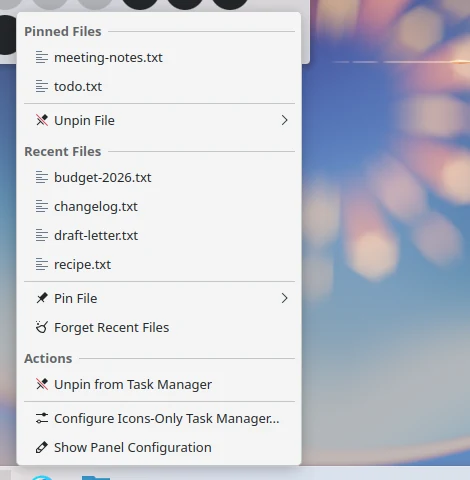 Pinned Files
meeting-notes.txt
todo.txt
Unpin File
Recent Files
budget-2026.txt
changelog.txt
draft-letter.txt
recipe.txt
Pin File
Forget Recent Files
Actions
Unpin from Task Manager
Configure Icons-Only Task Manager...
Show Panel Configuration